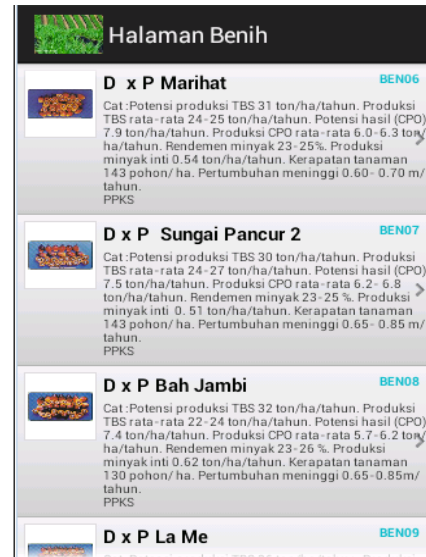 Halaman Benih
D x P Marihat
BEN06
Cat :Potensi produksi TBS 31 ton/ha/tahun. Produksi
TBS rata-rata 24-25 ton/ha/tahun. Potensi hasil (CPO)
7.9 ton/ha/tahun. Produksi CPO rata-rata 6.0-6.3 ton/
ha/tahun. Rendemen minyak 23-25%. Produksi
minyak inti 0.54 ton/ha/tahun. Kerapatan tanaman
143 pohon/ ha. Pertumbuhan meninggi 0.60- 0.70 m/
tahun.
PPKS
D x P Sungai Pancur 2
BEN07
Cat :Potensi produksi TBS 30 ton/ha/tahun. Produksi
TBS rata-rata 24-27 ton/ha/tahun. Potensi hasil (CPO)
7.5 ton/ha/tahun. Produksi CPO rata-rata 6.2- 6.8
ton/ha/tahun. Rendemen minyak 23-25 %. Produksi
minyak inti 0. 51 ton/ha/tahun. Kerapatan tanaman
143 pohon/ ha. Pertumbuhan meninggi 0.65- 0.85 m/
tahun.
PPKS
D x P Bah Jambi
BEN08
Cat :Potensi produksi TBS 32 ton/ha/tahun. Produksi
TBS rata-rata 22-24 ton/ha/tahun. Potensi hasil (CPO)
7.4 ton/ha/tahun. Produksi CPO rata-rata 5.7-6.2 ton/
ha/tahun. Rendemen minyak 23-26 %. Produksi
minyak inti 0.62 ton/ha/tahun. Kerapatan tanaman
130 pohon/ ha. Pertumbuhan meninggi 0.65-0.85m/
tahun.
PPKS
D x P La Me
BEN09